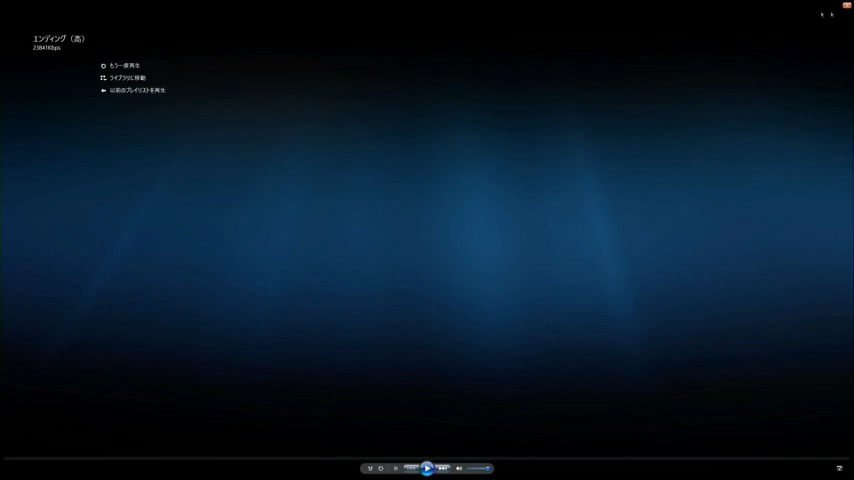 エンディング（高）
23841Kbps
もう一度再生
ライブラリに移動
以前のプレイリストを再生